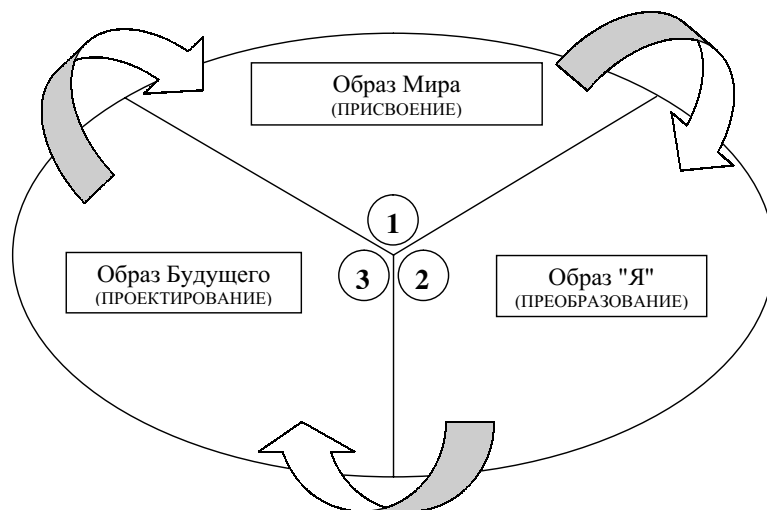 Образ Мира
(ПРИСВОЕНИЕ)
1
3
2
Образ Будущего
(ПРОЕКТИРОВАНИЕ)
Образ "Я"
(ПРЕОБРАЗОВАНИЕ)